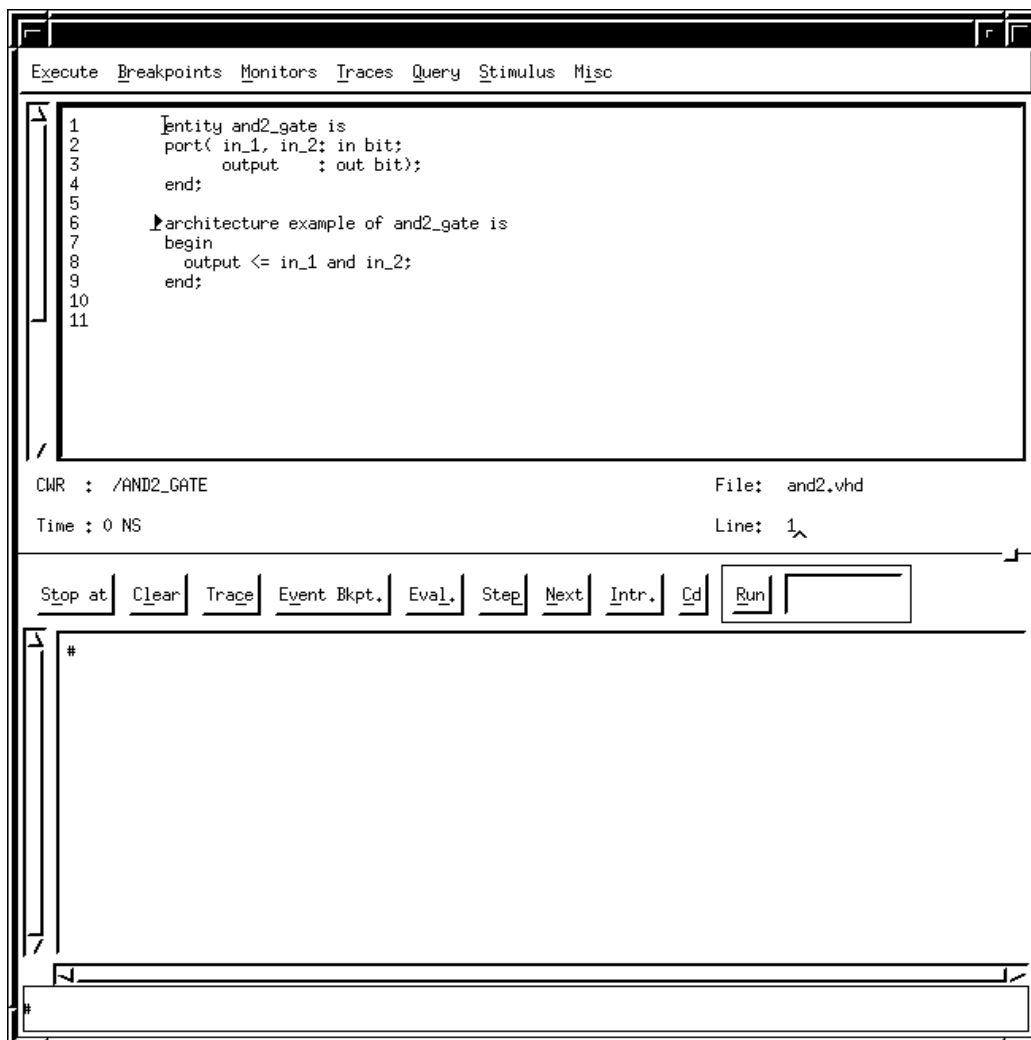 Execute Breakpoints Monitors Traces Query Stimulus Misc
1 entity and2_gate is
2 port( in_1, in_2: in bit;
3 output : out bit);
4 end;
5
6 architecture example of and2_gate is
7 begin
8 output <= in_1 and in_2;
9 end;
10
11
CWR : /AND2_GATE File: and2.vhd
Time : 0 NS Line: 1
Stop at Clear Trace Event Bkpt. Eval. Step Next Intr. Cd Run
#
#